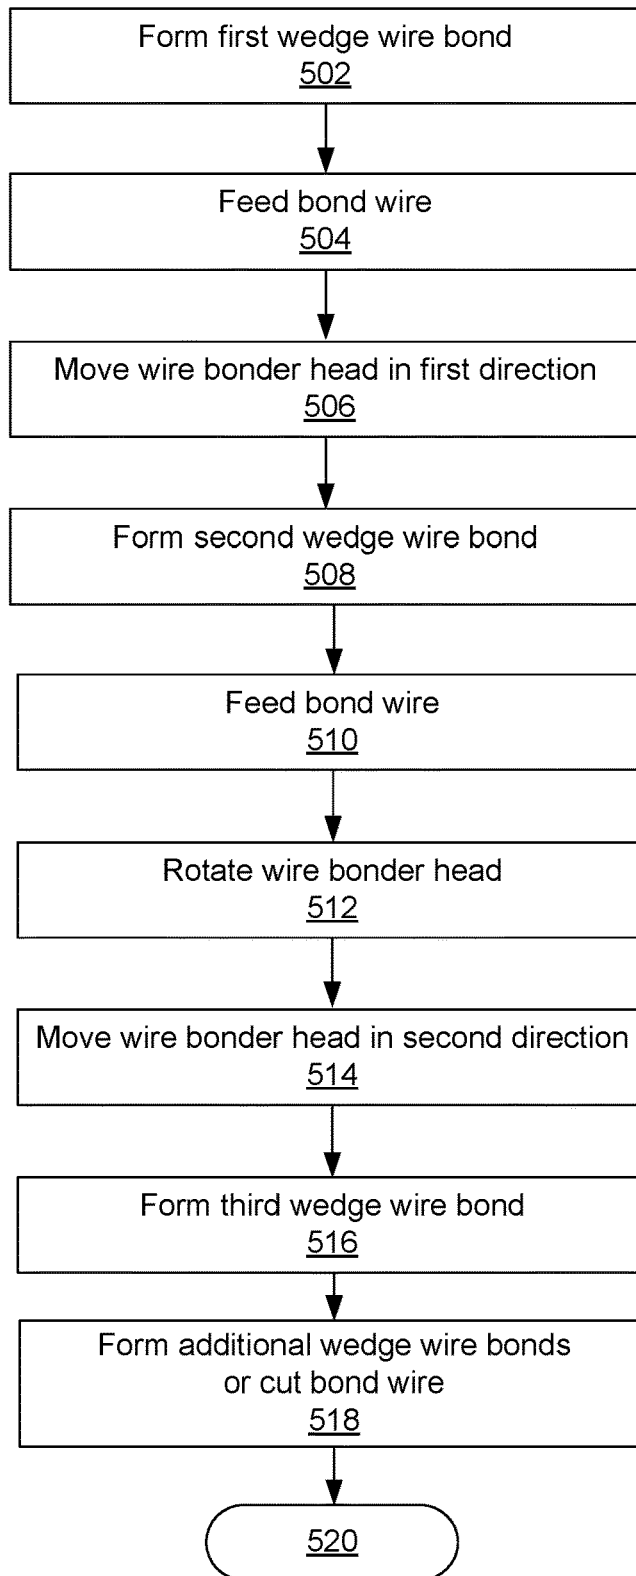 Form first wedge wire bond
502
Feed bond wire
504
Move wire bonder head in first direction
506
Form second wedge wire bond
508
Feed bond wire
510
Rotate wire bonder head
512
Move wire bonder head in second direction
514
Form third wedge wire bond
516
Form additional wedge wire bonds
or cut bond wire
518
520